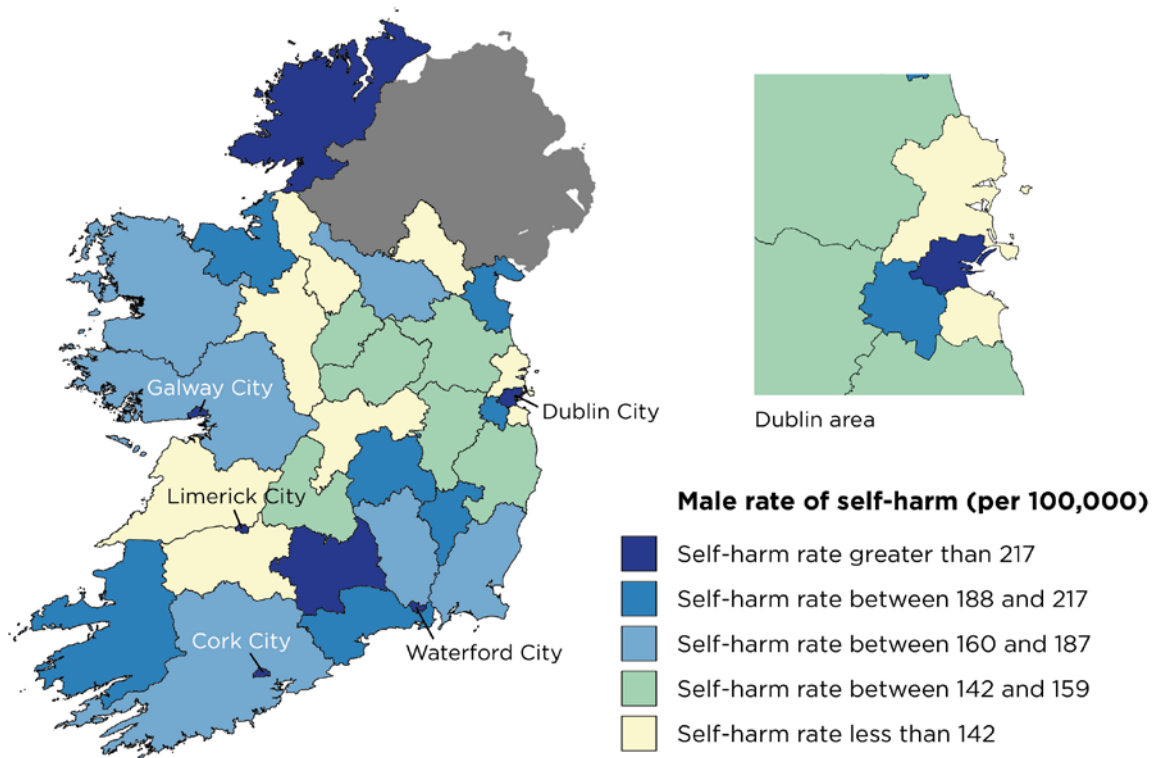 Galway City
Dublin City
Limerick City
Cork City
Waterford City
Dublin area
Male rate of self-harm (per 100,000)
Self-harm rate greater than 217
Self-harm rate between 188 and 217
Self-harm rate between 160 and 187
Self-harm rate between 142 and 159
Self-harm rate less than 142